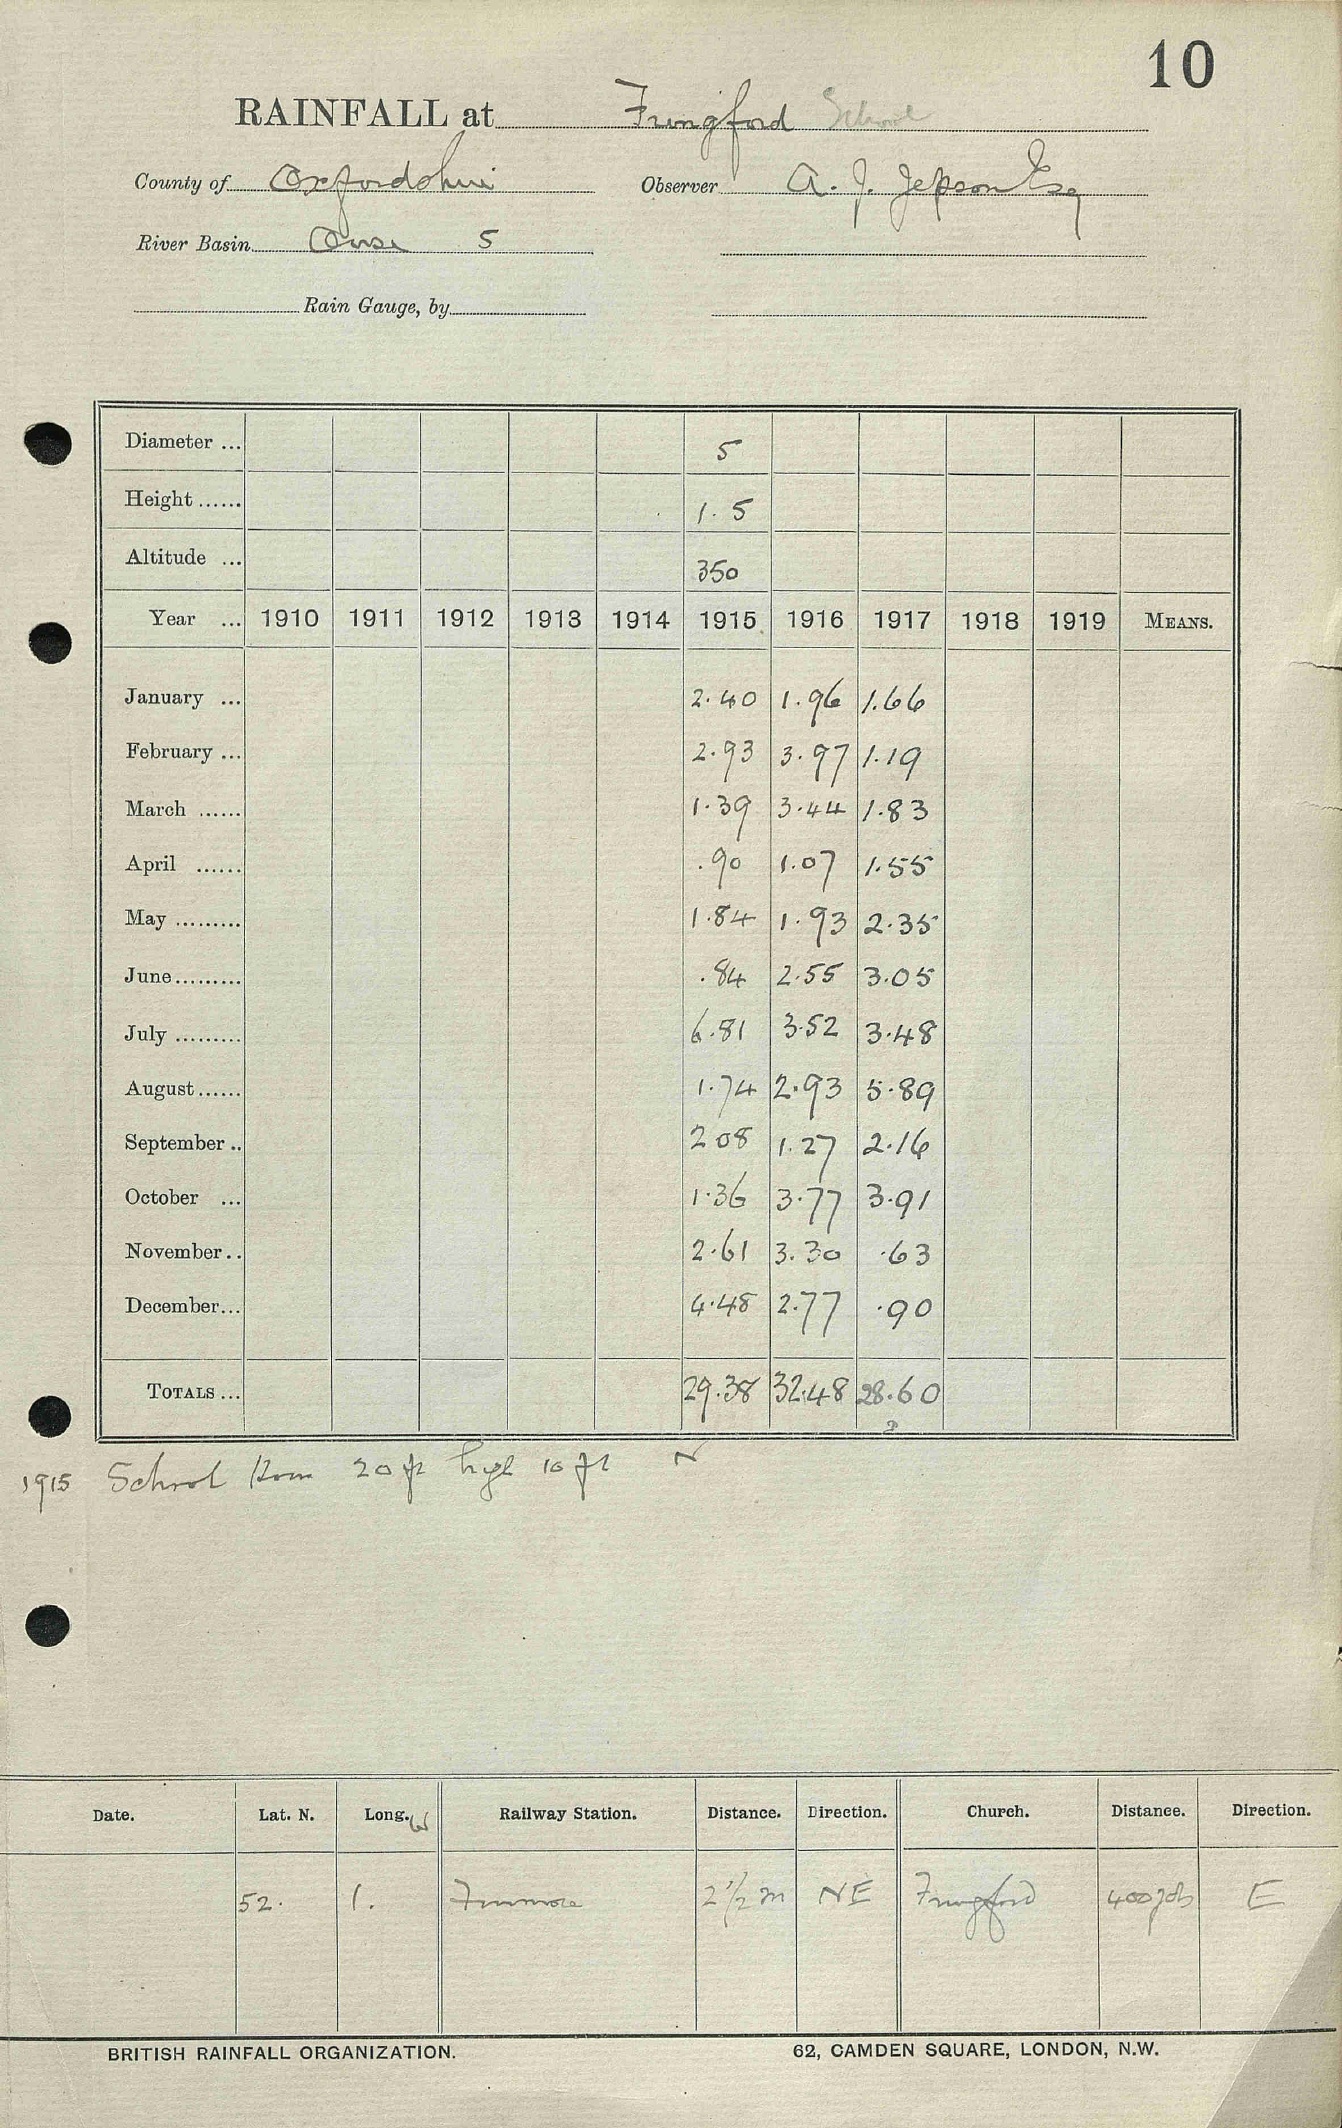 10
RAINFALL at Fringford School
County of Oxfordshire Observer A. J. Jepson Esq
River Basin Ouse 5
Rain Gauge, by
Diameter ... 5
Height ...... 1.5
Altitude ... 350
Year ... 1910 1911 1912 1913 1914 1915 1916 1917 1918 1919 MEANS.
January ... 2.40 1.96 1.66
February ... 2.93 3.97 1.19
March ...... 1.39 3.44 1.83
April ...... .90 1.07 1.55
May ......... 1.84 1.93 2.35
June ......... .84 2.55 3.05
July ......... 6.81 3.52 3.48
August ...... 1.74 2.93 5.89
September .. 2 08 1.27 2.16
October ... 1.36 3.77 3.91
November .. 2.61 3.30 .63
December ... 4.48 2.77 .90
TOTALS ... 29.38 32.48 28.60
?
1915 School 20 ft high 10 ft N
Date. Lat. N. Long. W Railway Station. Distance. Direction. Church. Distance. Direction.
52. 1. Finmere 2 1/2 m NE Fringford 400 yds E
BRITISH RAINFALL ORGANIZATION. 62, CAMDEN SQUARE, LONDON, N.W.